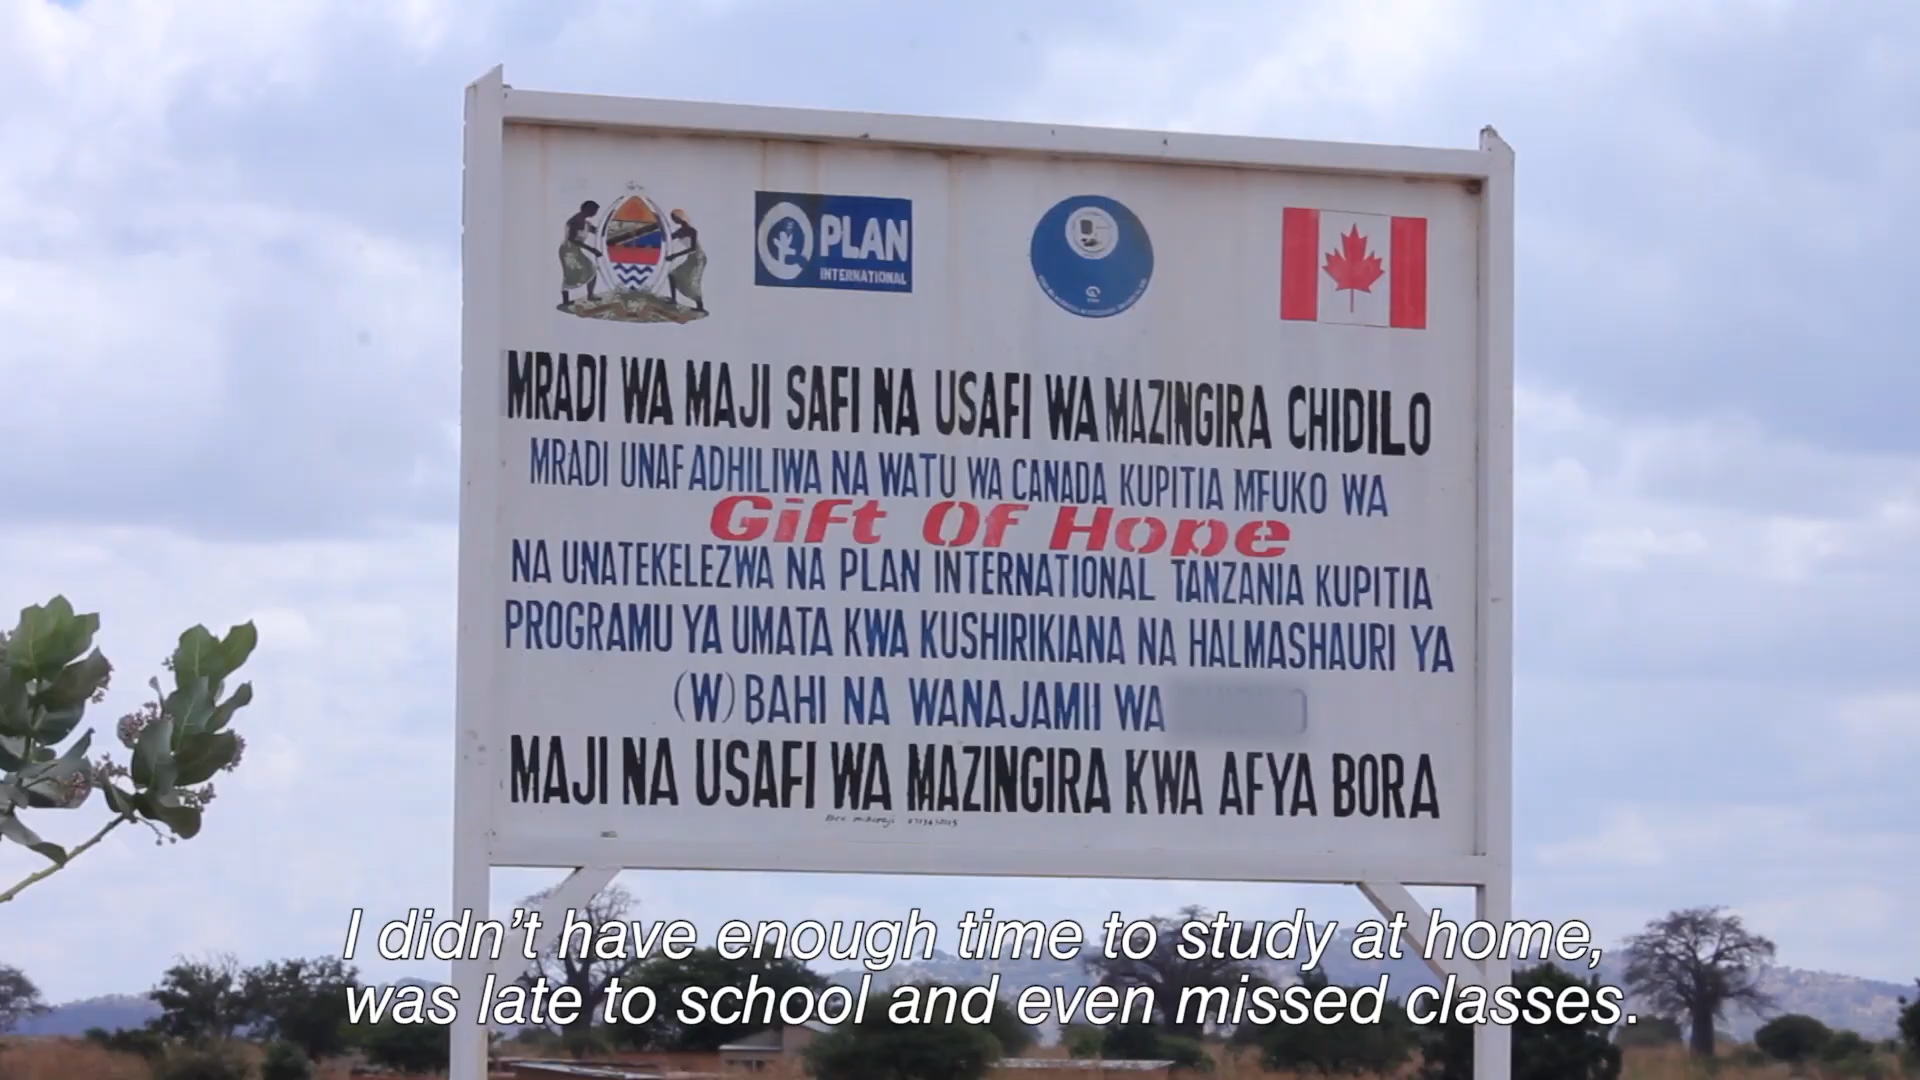 PLAN
INTERNATIONAL
MRADI WA MAJI SAFI NA USAFI WA MAZINGIRA CHIDILO
MRADI UNAFADHILIWA NA WATU WA CANADA KUPITIA MFUKO WA
Gift Of Hope
NA UNATEKELEZWA NA PLAN INTERNATIONAL TANZANIA KUPITIA
PROGRAMU YA UMATA KWA KUSHIRIKIANA NA HALMASHAURI YA
(W) BAHI NA WANAJAMII WA
MAJI NA USAFI WA MAZINGIRA KWA AFYA BORA
I didn't have enough time to study at home,
was late to school and even missed classes.